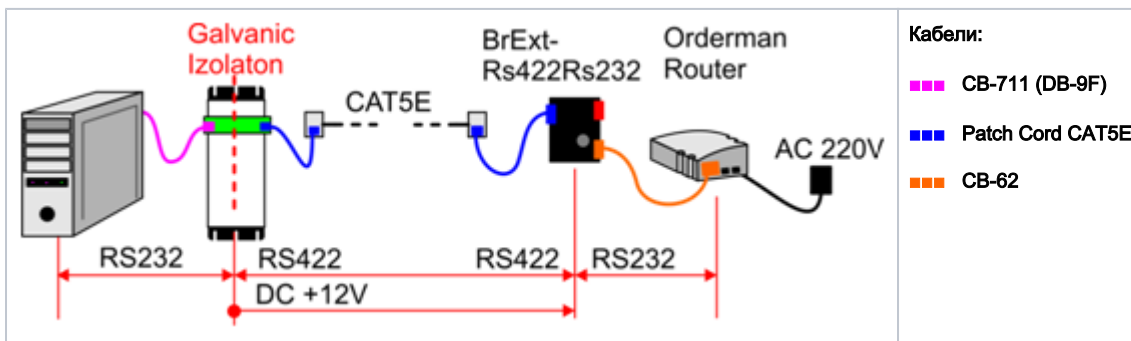 Galvanic
Izolaton
CAT5E
BrExt-
Rs422Rs232
Orderman
Router
AC 220V
RS232
RS422
RS422
RS232
DC +12V
Кабели:
CB-711 (DB-9F)
Patch Cord CAT5E
CB-62